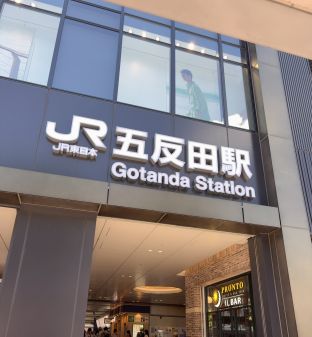 JR 五反田駅
JR東日本
Gotanda Station
PRONTO
IL BAR